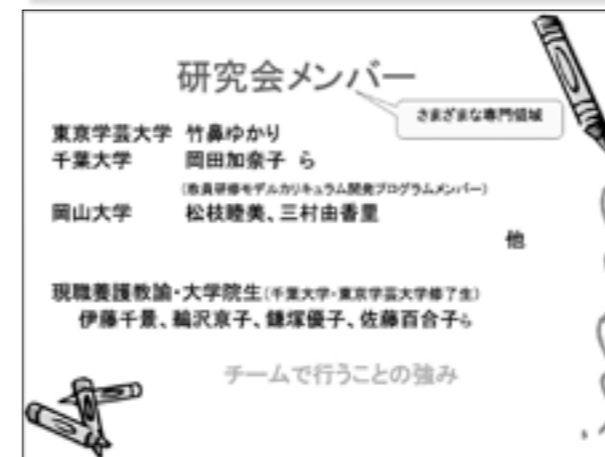 研究会メンバー
さまざまな専門領域
東京学芸大学 竹鼻ゆかり
千葉大学 岡田加奈子 ら
(教員研修モデルカリキュラム開発プログラムメンバー)
岡山大学 松枝睦美、三村由香里
他
現職養護教諭・大学院生(千葉大学・東京学芸大学修了生)
伊藤千景、鵜沢京子、鎌塚優子、佐藤百合子ら
チームで行うことの強み